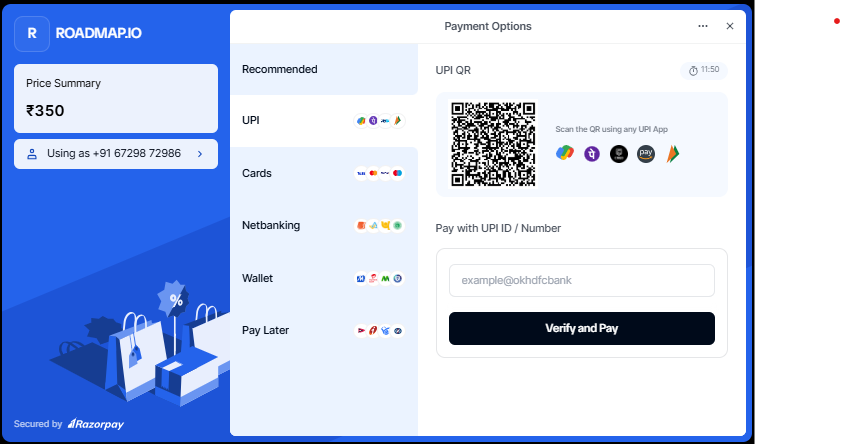 R ROADMAP.IO
Price Summary
₹350
Using as +91 67298 72986
Secured by Razorpay
Payment Options
Recommended
UPI
Cards
Netbanking
Wallet
Pay Later
UPI QR
11:50
Scan the QR using any UPI App
pay
Pay with UPI ID / Number
example@okhdfcbank
Verify and Pay
%